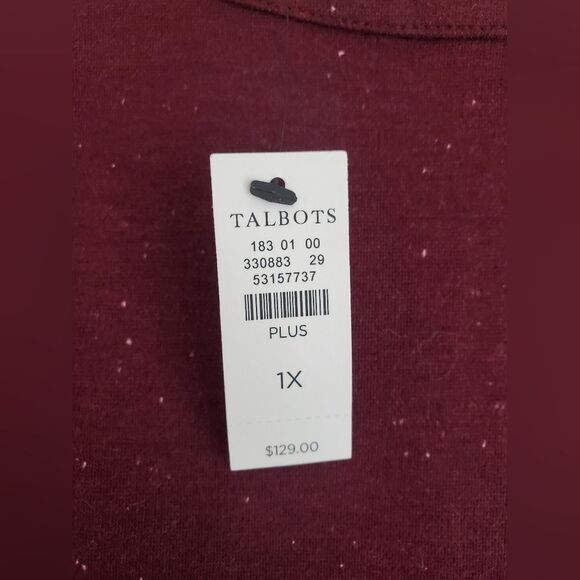 TALBOTS
183 01 00
330883 29
53157737
PLUS
1X
$129.00